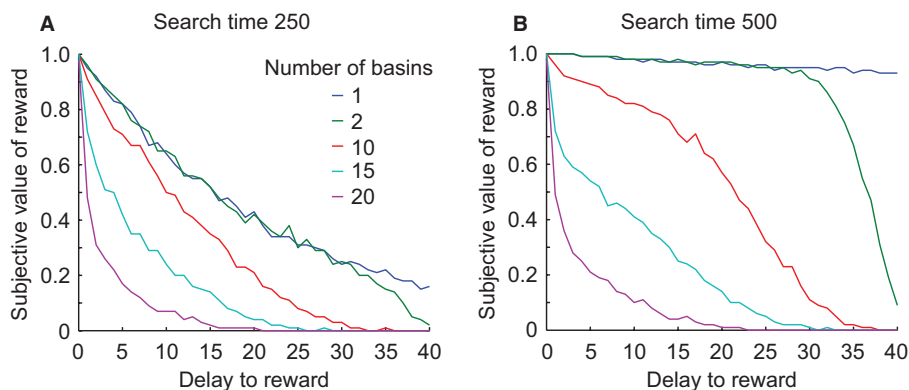 A
Search time 250
Subjective value of reward
1.0
0.8
0.6
0.4
0.2
0
Number of basins
1
2
10
15
20
0 5 10 15 20 25 30 35 40
Delay to reward
B
Search time 500
Subjective value of reward
1.0
0.8
0.6
0.4
0.2
0
0 5 10 15 20 25 30 35 40
Delay to reward